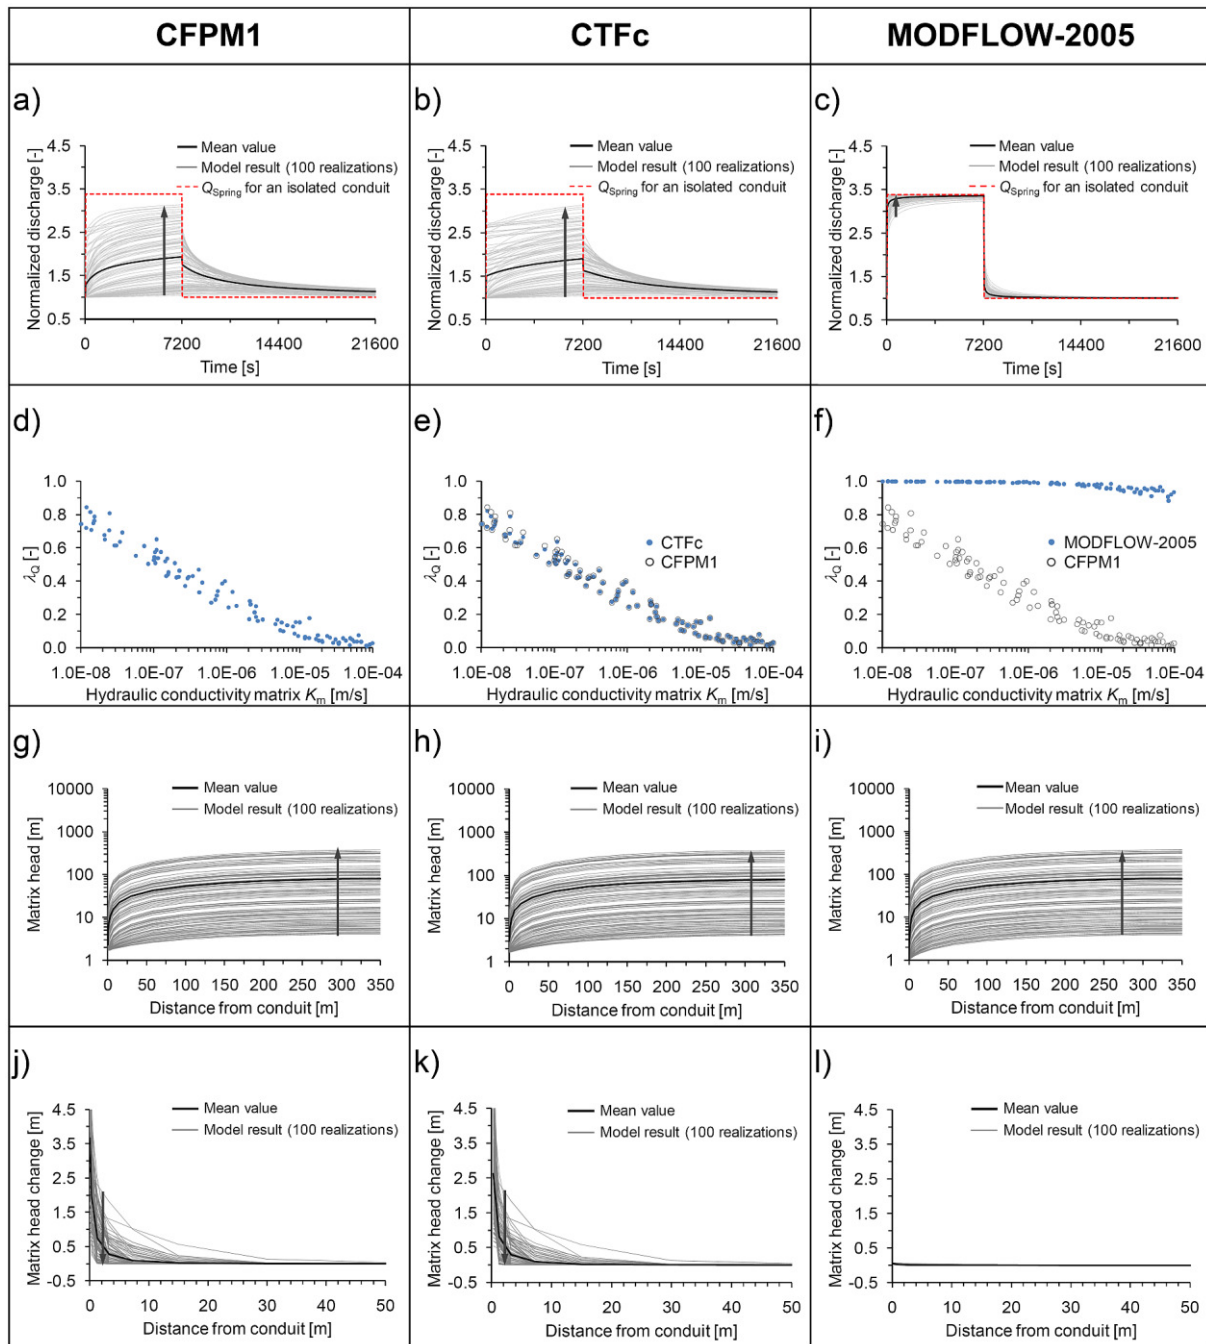 CFPM1
CTFc
MODFLOW-2005
a)
4.5
3.5
2.5
1.5
0.5
Normalized discharge [-]
Mean value
Model result (100 realizations)
QSpring for an isolated conduit
0 7200 14400 21600
Time [s]
b)
4.5
3.5
2.5
1.5
0.5
Normalized discharge [-]
Mean value
Model result (100 realizations)
QSpring for an isolated conduit
0 7200 14400 21600
Time [s]
c)
4.5
3.5
2.5
1.5
0.5
Normalized discharge [-]
Mean value
Model result (100 realizations)
QSpring for an isolated conduit
0 7200 14400 21600
Time [s]
d)
1.0
0.8
0.6
0.4
0.2
0.0
λQ [-]
1.0E-08 1.0E-07 1.0E-06 1.0E-05 1.0E-04
Hydraulic conductivity matrix Km [m/s]
e)
1.0
0.8
0.6
0.4
0.2
0.0
λQ [-]
CTFc
CFPM1
1.0E-08 1.0E-07 1.0E-06 1.0E-05 1.0E-04
Hydraulic conductivity matrix Km [m/s]
f)
1.0
0.8
0.6
0.4
0.2
0.0
λQ [-]
MODFLOW-2005
CFPM1
1.0E-08 1.0E-07 1.0E-06 1.0E-05 1.0E-04
Hydraulic conductivity matrix Km [m/s]
g)
10000
1000
100
10
1
Matrix head [m]
Mean value
Model result (100 realizations)
0 50 100 150 200 250 300 350
Distance from conduit [m]
h)
10000
1000
100
10
1
Matrix head [m]
Mean value
Model result (100 realizations)
0 50 100 150 200 250 300 350
Distance from conduit [m]
i)
10000
1000
100
10
1
Matrix head [m]
Mean value
Model result (100 realizations)
0 50 100 150 200 250 300 350
Distance from conduit [m]
j)
4.5
3.5
2.5
1.5
0.5
-0.5
Matrix head change [m]
Mean value
Model result (100 realizations)
0 10 20 30 40 50
Distance from conduit [m]
k)
4.5
3.5
2.5
1.5
0.5
-0.5
Matrix head change [m]
Mean value
Model result (100 realizations)
0 10 20 30 40 50
Distance from conduit [m]
l)
4.5
3.5
2.5
1.5
0.5
-0.5
Matrix head change [m]
Mean value
Model result (100 realizations)
0 10 20 30 40 50
Distance from conduit [m]